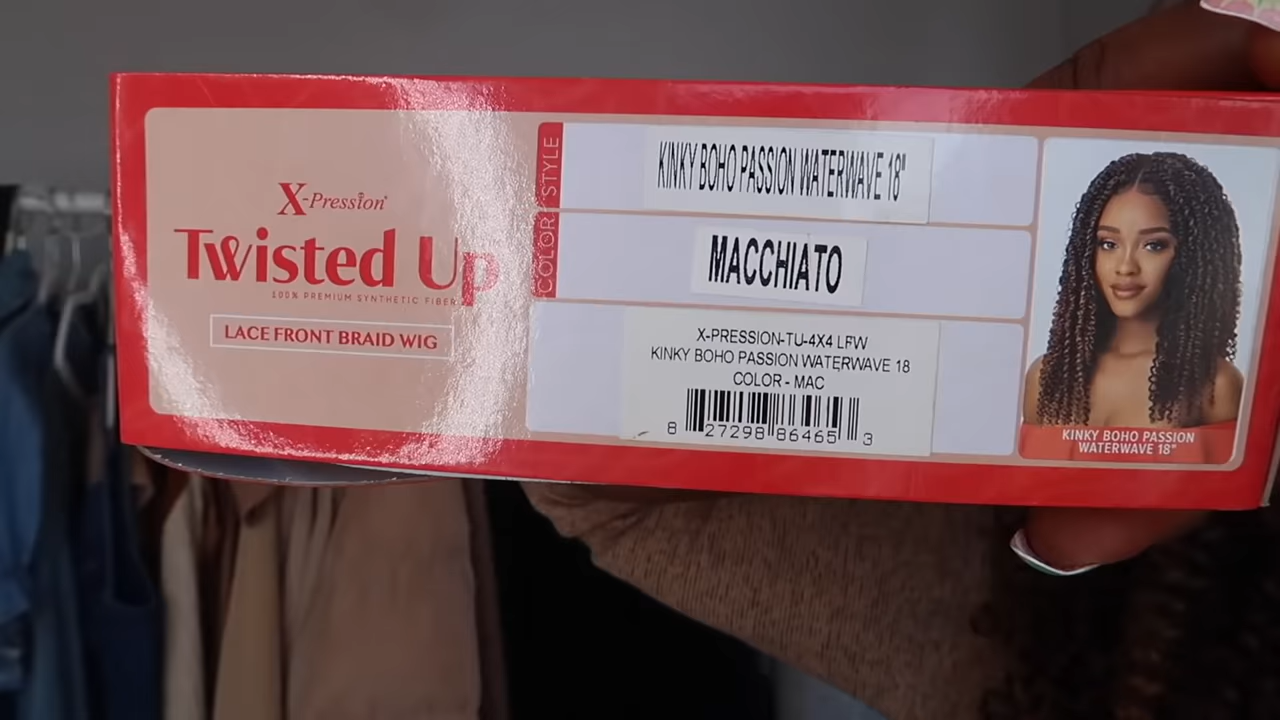 X-Pression
Twisted Up
100% PREMIUM SYNTHETIC FIBER
LACE FRONT BRAID WIG
STYLE
KINKY BOHO PASSION WATERWAVE 18"
COLOR
MACCHIATO
X-PRESSION-TU-4X4 LFW
KINKY BOHO PASSION WATERWAVE 18
COLOR - MAC
8 27298 86465 3
KINKY BOHO PASSION
WATERWAVE 18"